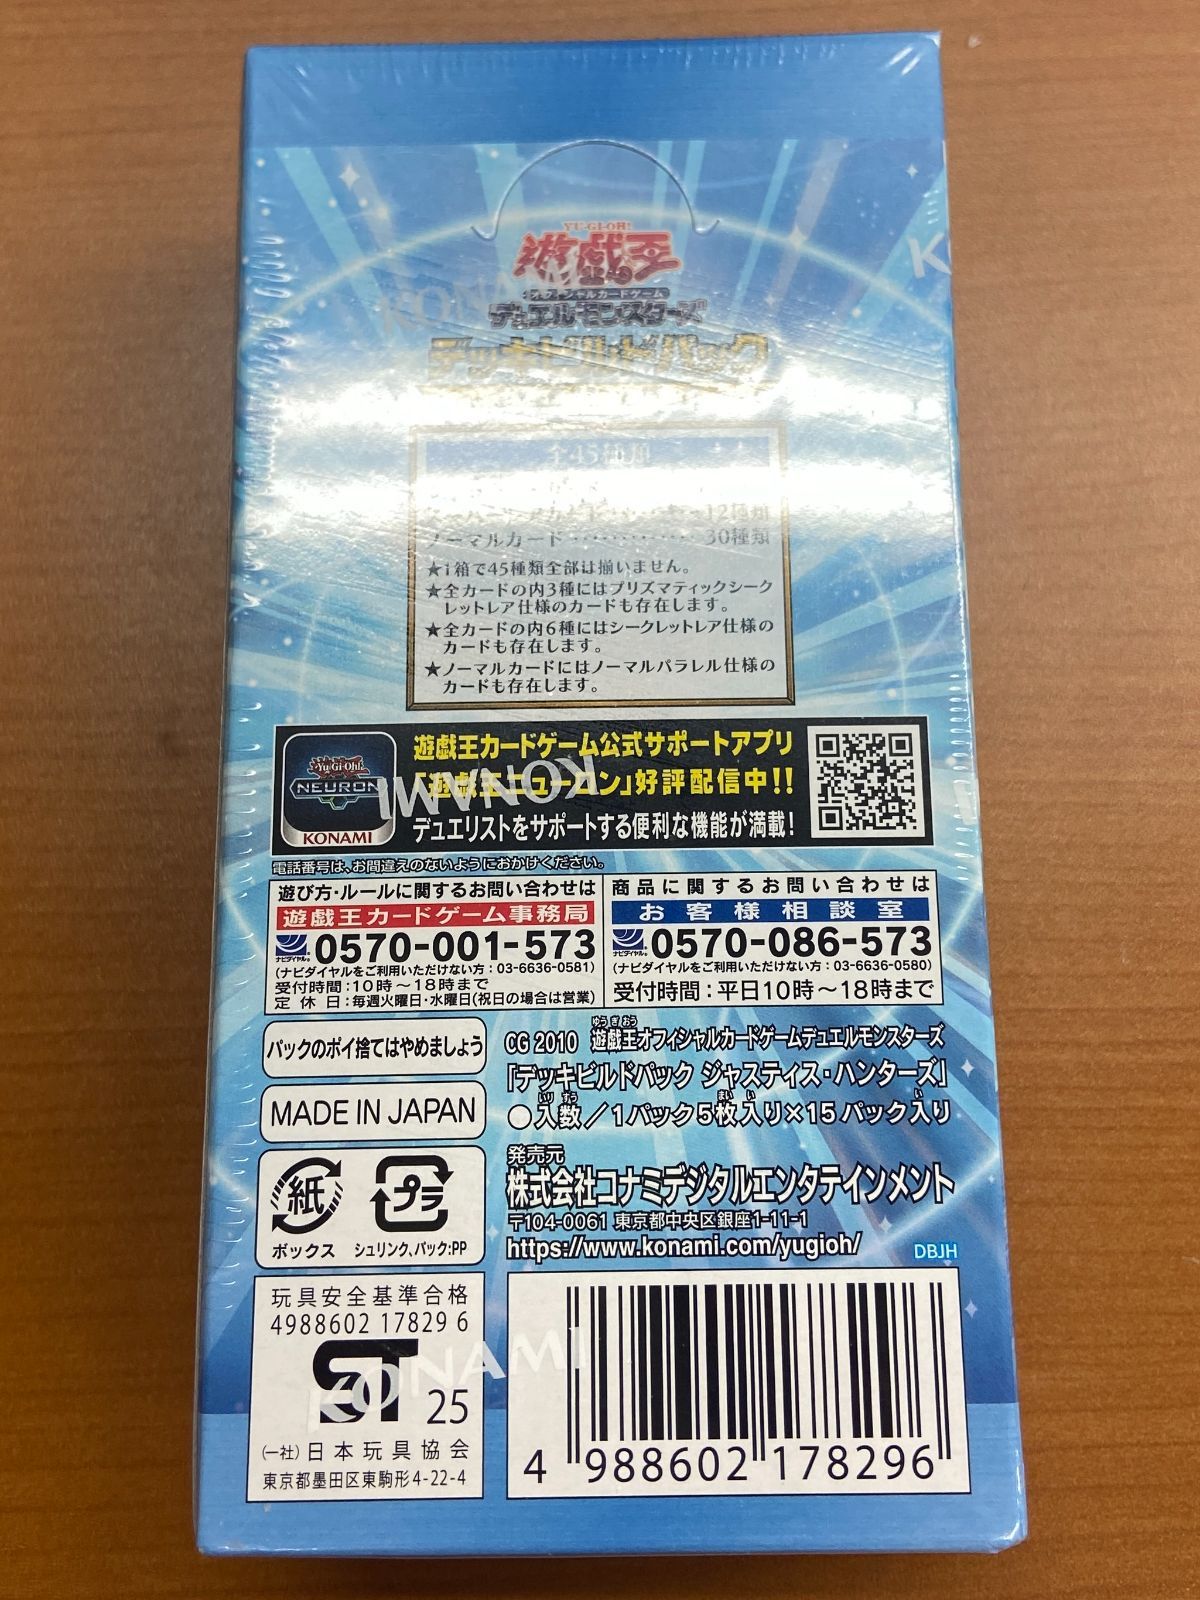 YU-GI-OH!
遊戯王
オフィシャルカードゲーム
デュエルモンスターズ
デッキビルドパック
KONAMI
K
全45種類
12種類
ノーマルカード············30種類
★1箱で45種類全部は揃いません。
★全カードの内3種にはプリズマティックシーク
レットレア仕様のカードも存在します。
★全カードの内6種にはシークレットレア仕様の
カードも存在します。
★ノーマルカードにはノーマルパラレル仕様の
カードも存在します。
Yu-Gi-Oh!
NEURON
KONAMI
遊戯王カードゲーム公式サポートアプリ
「遊戯王ニューロン」好評配信中!!
デュエリストをサポートする便利な機能が満載!
KONAMI
電話番号は、お間違えのないようにおかけください。
遊び方・ルールに関するお問い合わせは
遊戯王カードゲーム事務局
ナビダイヤル® 0570-001-573
(ナビダイヤルをご利用いただけない方:03-6636-0581)
受付時間:10時〜18時まで
定休日:毎週火曜日・水曜日(祝日の場合は営業)
商品に関するお問い合わせは
お客様相談室
ナビダイヤル® 0570-086-573
(ナビダイヤルをご利用いただけない方:03-6636-0580)
受付時間:平日10時〜18時まで
パックのポイ捨てはやめましょう
MADE IN JAPAN
紙
ボックス
プラ
シュリンク、パック:PP
ゆうぎおう
CG 2010 遊戯王オフィシャルカードゲームデュエルモンスターズ
「デッキビルドパック ジャスティス・ハンターズ」
いりすう まい い い
●入数/1パック5枚入り×15パック入り
発売元
株式会社コナミデジタルエンタテインメント
〒104-0061 東京都中央区銀座1-11-1
https://www.konami.com/yugioh/
DBJH
玩具安全基準合格
4988602 17829 6
ST 25
KONAMI
(一社)日本玩具協会
東京都墨田区東駒形4-22-4
4 988602 178296